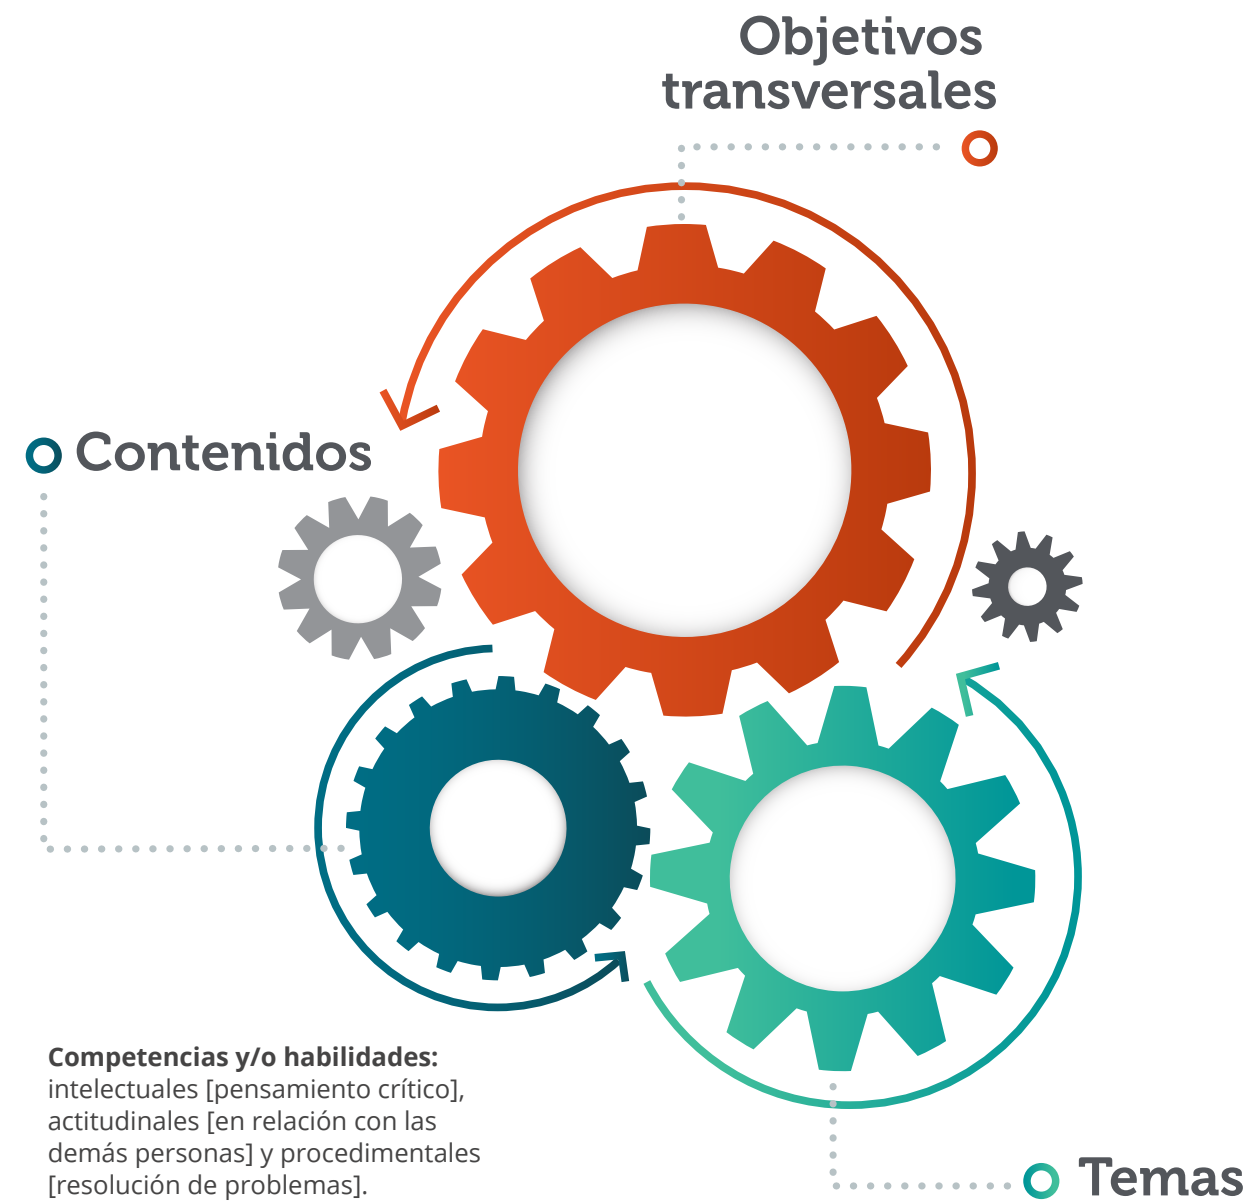 Objetivos
transversales
Contenidos
Competencias y/o habilidades:
intelectuales [pensamiento crítico],
actitudinales [en relación con las
demás personas] y procedimentales
[resolución de problemas].
Temas